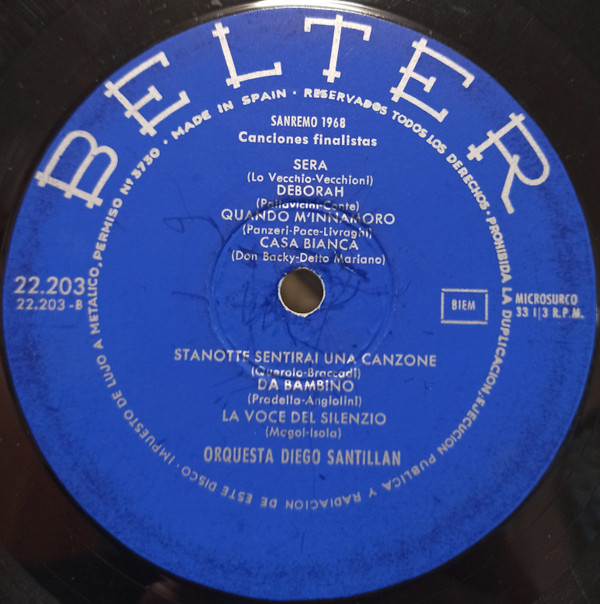 BELTER
IMPUESTO DE LUJO A METALICO, PERMISO Nº 3730 · MADE IN SPAIN · RESERVADOS TODOS LOS DERECHOS · PROHIBIDA LA DUPLICACION, EJECUCION PUBLICA Y RADIACION DE ESTE DISCO ·
SANREMO 1968
Canciones finalistas
SERA
(Lo Vecchio-Vecchioni)
DEBORAH
(Pallavicini-Conte)
QUANDO M'INNAMORO
(Panzeri-Pace-Livraghi)
CASA BIANCA
(Don Backy-Detto Mariano)
22.203
22.203-B
BIEM
MICROSURCO
33 1|3 R.P.M.
STANOTTE SENTIRAI UNA CANZONE
(Querolo-Braccadi)
DA BAMBINO
(Pradella-Angiolini)
LA VOCE DEL SILENZIO
(Mogol-Isola)
ORQUESTA DIEGO SANTILLAN